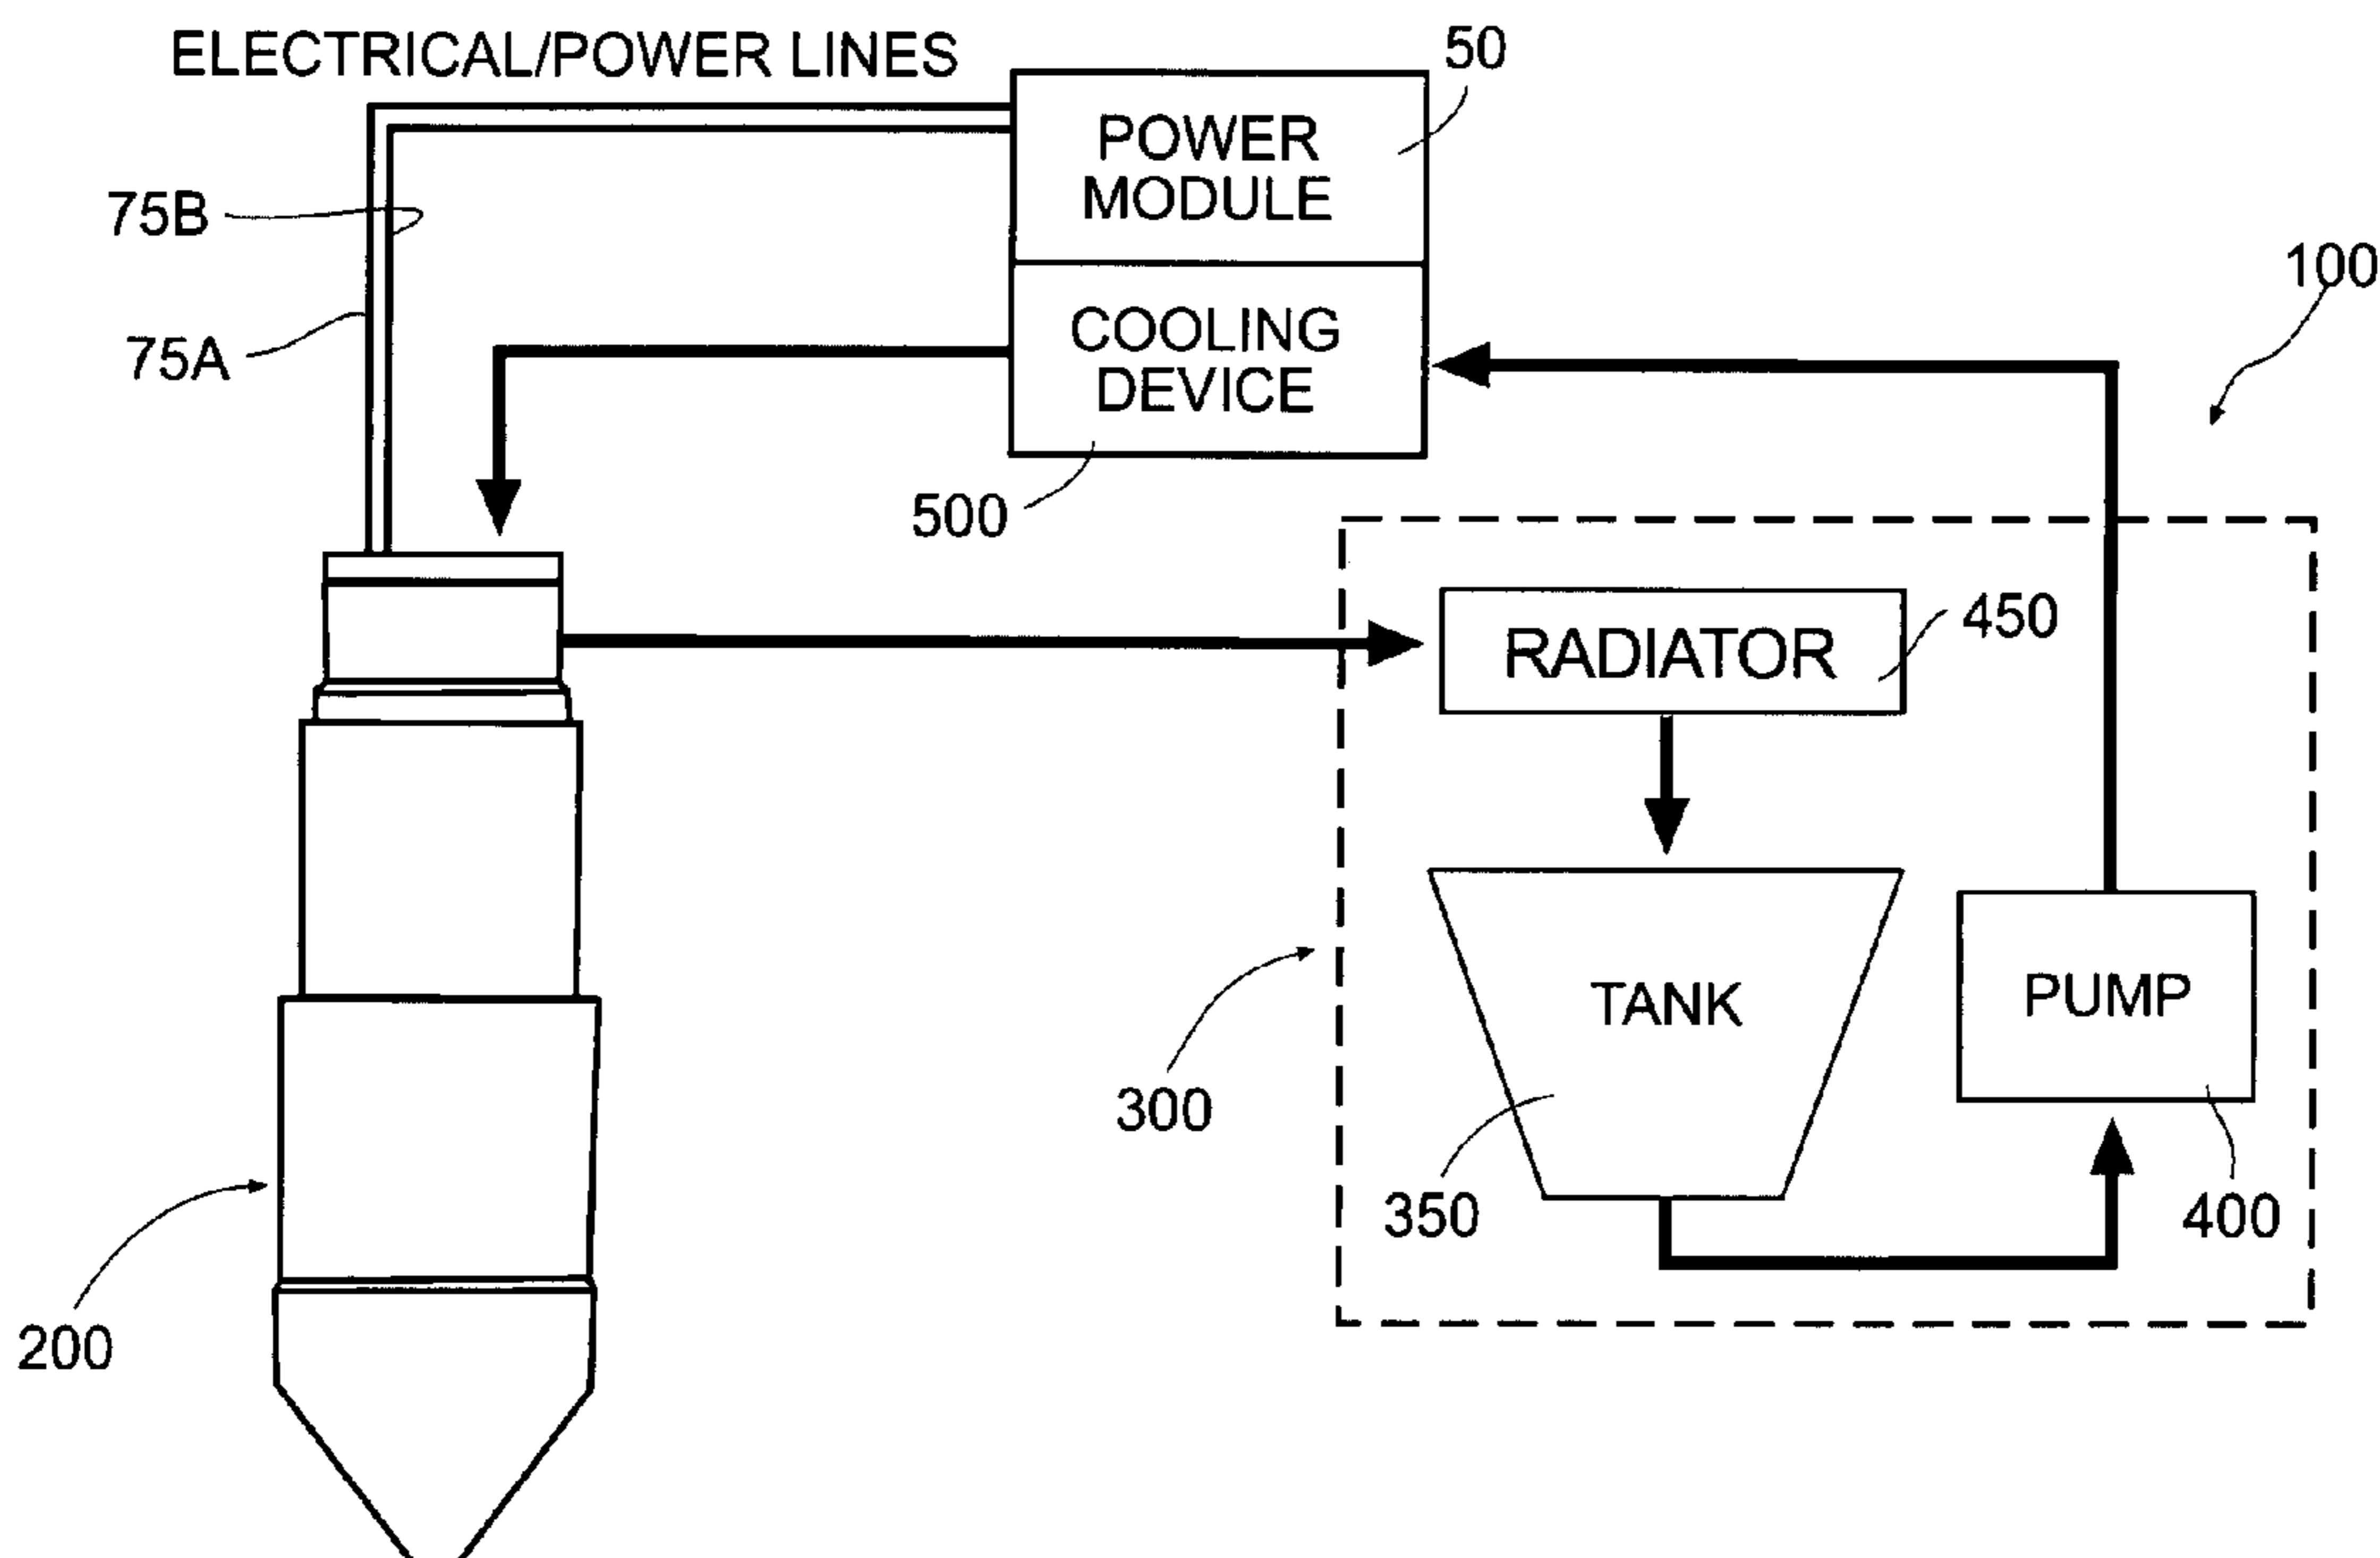 ELECTRICAL/POWER LINES
50
POWER
MODULE
75B
100
COOLING
DEVICE
75A
500
450
RADIATOR
TANK
PUMP
300
350
400
200